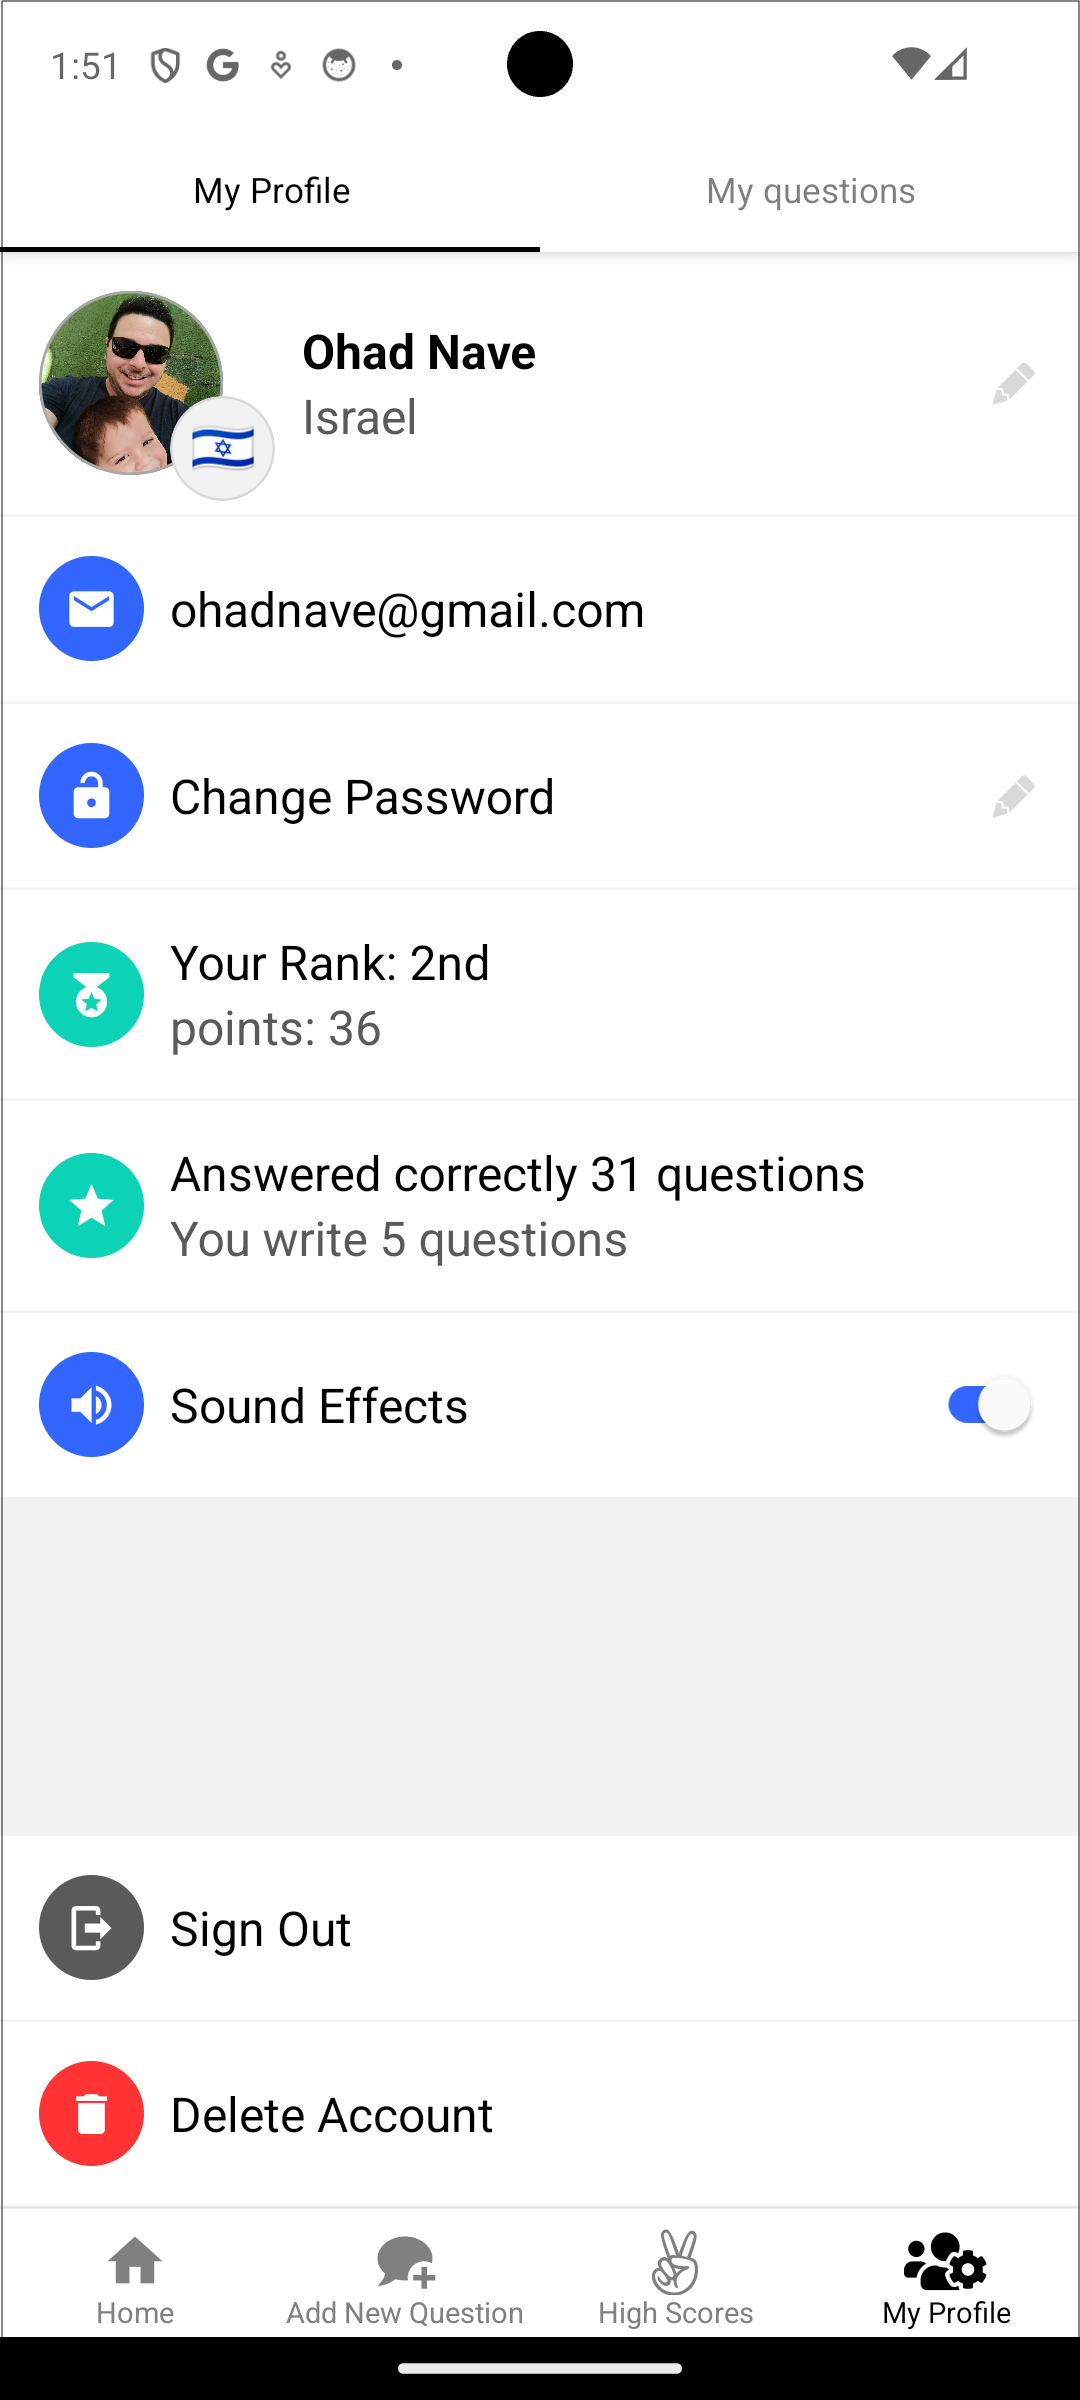 1:51
My Profile
My questions
Ohad Nave
Israel
ohadnave@gmail.com
Change Password
Your Rank: 2nd
points: 36
Answered correctly 31 questions
You write 5 questions
Sound Effects
Sign Out
Delete Account
Home
Add New Question
High Scores
My Profile